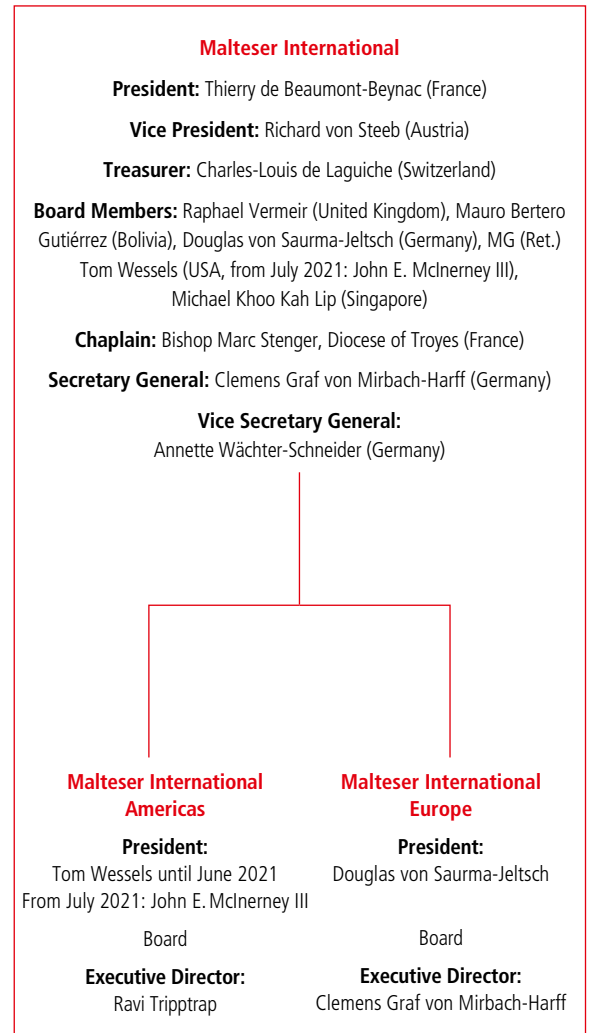 Malteser International
President: Thierry de Beaumont-Beynac (France)
Vice President: Richard von Steeb (Austria)
Treasurer: Charles-Louis de Laguiche (Switzerland)
Board Members: Raphael Vermeir (United Kingdom), Mauro Bertero
Gutiérrez (Bolivia), Douglas von Saurma-Jeltsch (Germany), MG (Ret.)
Tom Wessels (USA, from July 2021: John E. McInerney III),
Michael Khoo Kah Lip (Singapore)
Chaplain: Bishop Marc Stenger, Diocese of Troyes (France)
Secretary General: Clemens Graf von Mirbach-Harff (Germany)
Vice Secretary General:
Annette Wächter-Schneider (Germany)
Malteser International
Americas
President:
Tom Wessels until June 2021
From July 2021: John E. McInerney III
Board
Executive Director:
Ravi Tripptrap
Malteser International
Europe
President:
Douglas von Saurma-Jeltsch
Board
Executive Director:
Clemens Graf von Mirbach-Harff